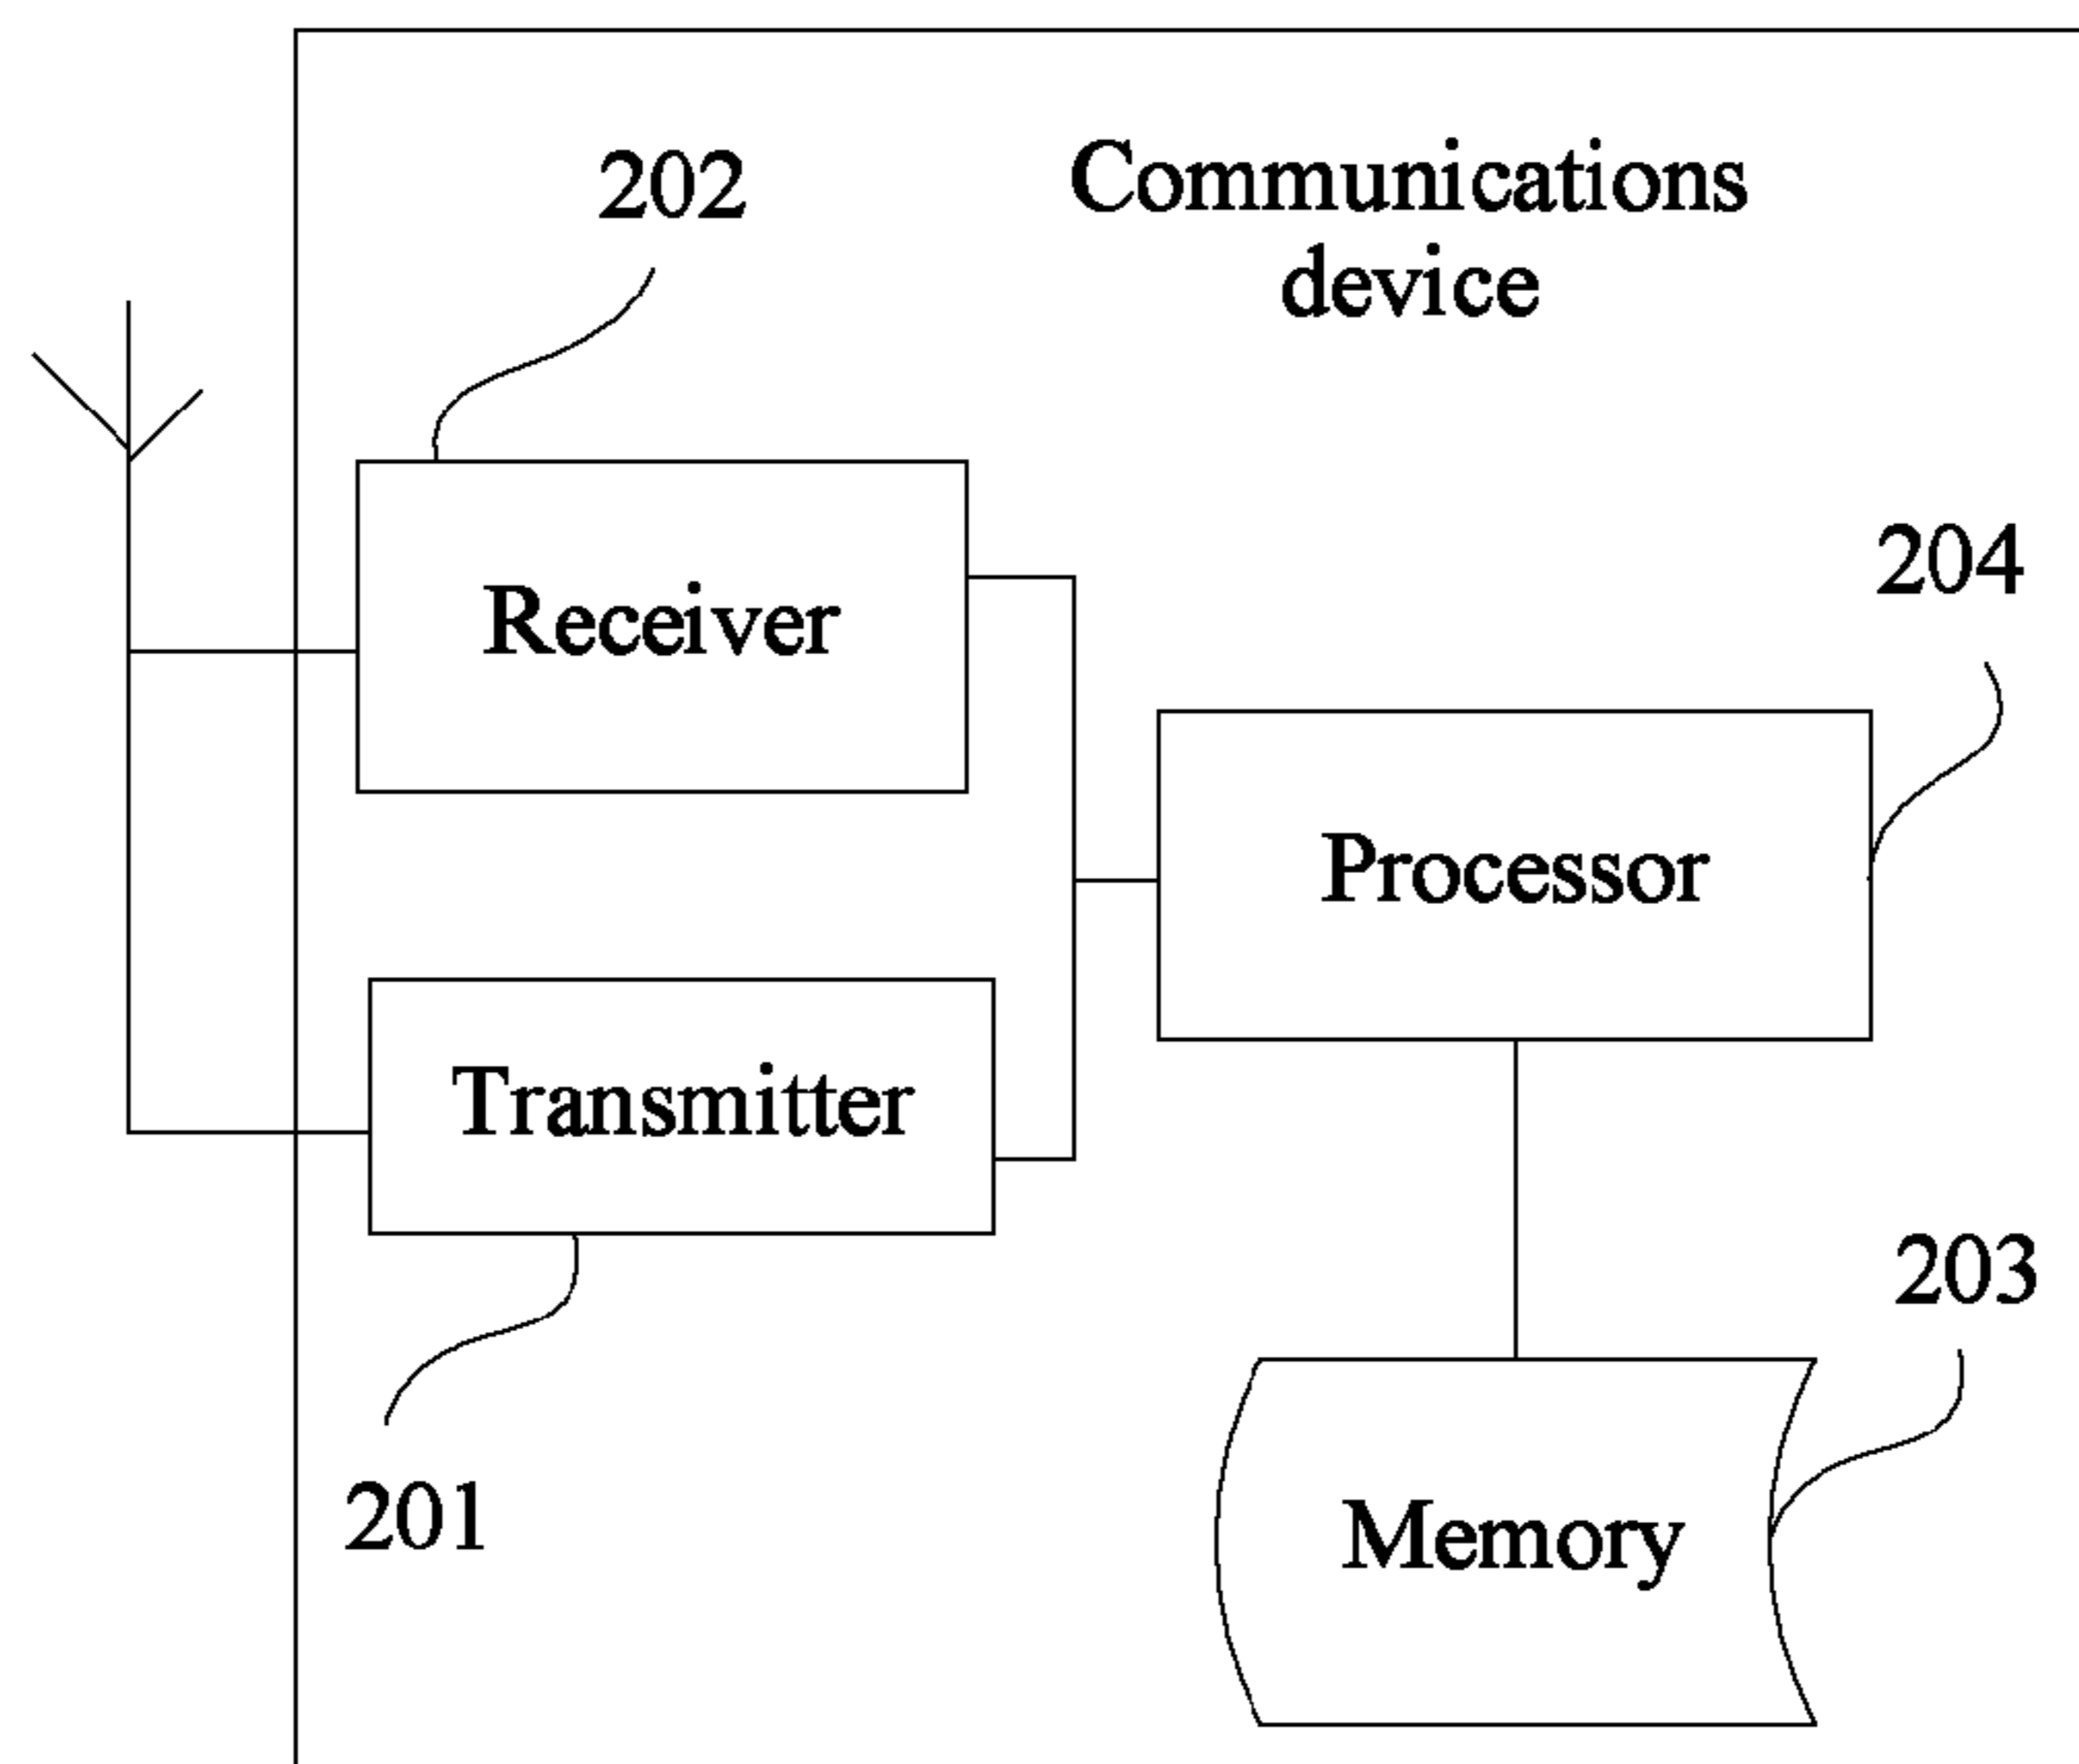 202
Communications
device
204
Receiver
Processor
Transmitter
203
201
Memory